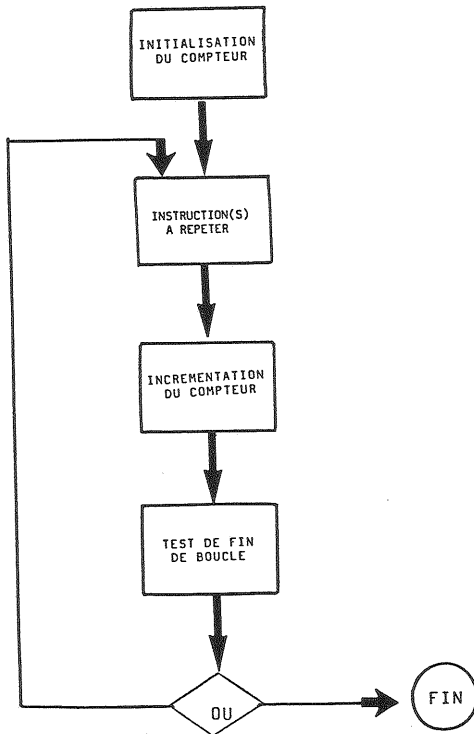 INITIALISATION
DU COMPTEUR
INSTRUCTION(S)
A REPETER
INCREMENTATION
DU COMPTEUR
TEST DE FIN
DE BOUCLE
OU
FIN